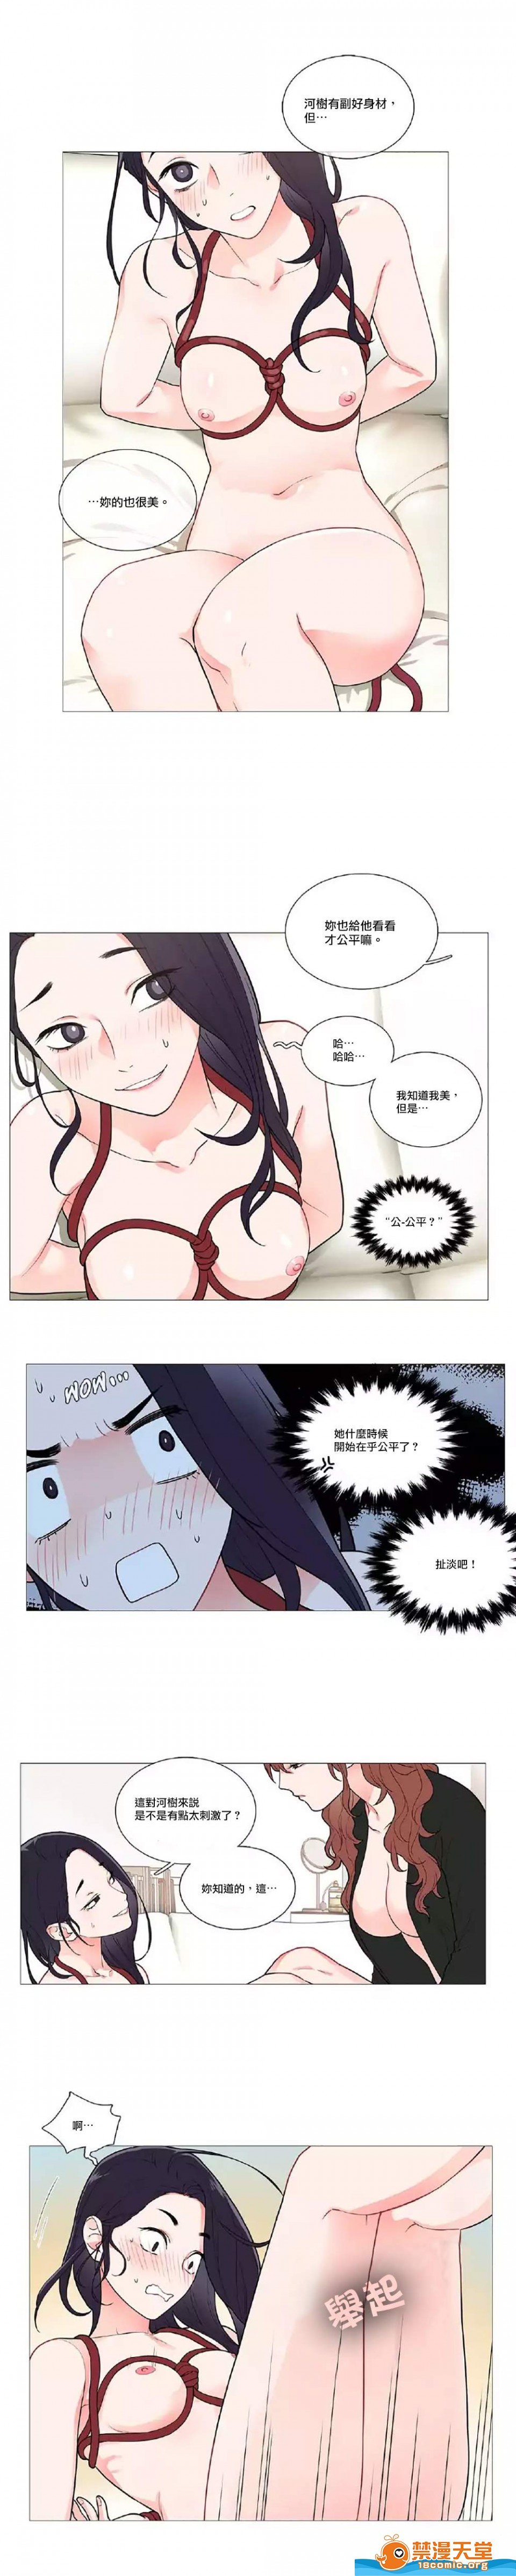 河樹有副好身材，
但⋯
⋯妳的也很美。
妳也給他看看
才公平嘛。
哈⋯
哈哈⋯
我知道我美，
但是⋯
“公-公平？”
WOW...
她什麼時候
開始在乎公平了？
扯淡吧！
這對河樹來說
是不是有點太刺激了？
妳知道的，這⋯
啊⋯
舉起
禁漫天堂
18comic.org